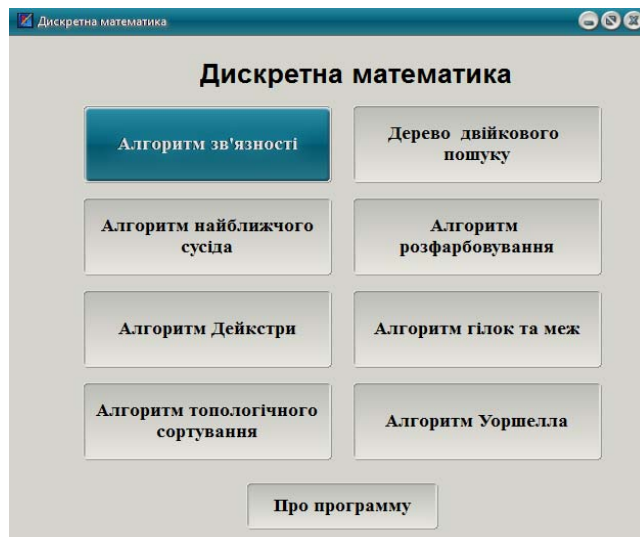 Дискретна математика
Дискретна математика
Алгоритм зв'язності
Дерево двійкового
пошуку
Алгоритм найближчого
сусіда
Алгоритм
розфарбовування
Алгоритм Дейкстри
Алгоритм гілок та меж
Алгоритм топологічного
сортування
Алгоритм Уоршелла
Про программу